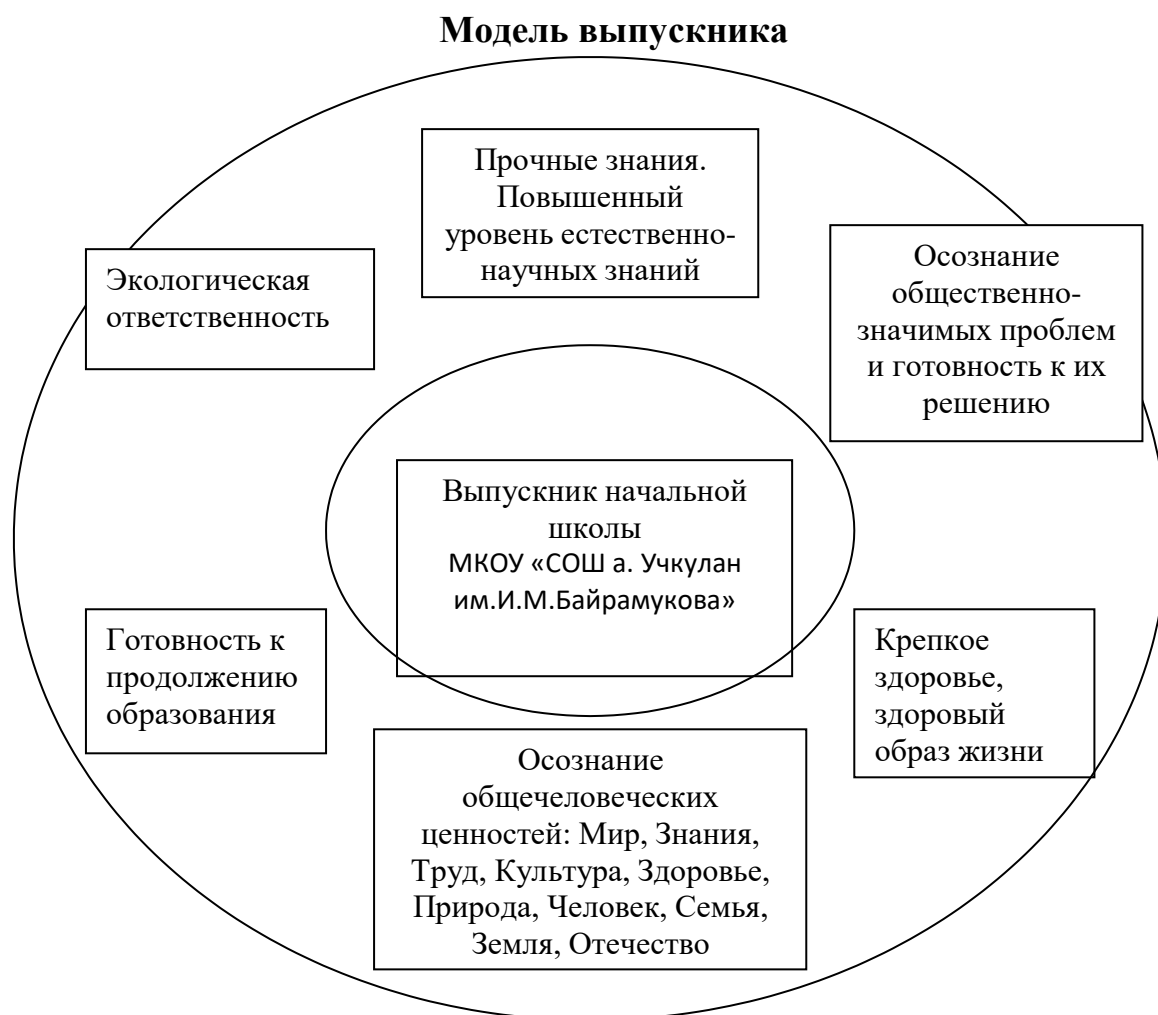 Модель выпускника
Прочные знания.
Повышенный
уровень естественно-
научных знаний
Экологическая
ответственность
Осознание
общественно-
значимых проблем
и готовность к их
решению
Выпускник начальной
школы
МКОУ «СОШ а. Учкулан
им.И.М.Байрамукова»
Готовность к
продолжению
образования
Крепкое
здоровье,
здоровый
образ жизни
Осознание
общечеловеческих
ценностей: Мир, Знания,
Труд, Культура, Здоровье,
Природа, Человек, Семья,
Земля, Отечество